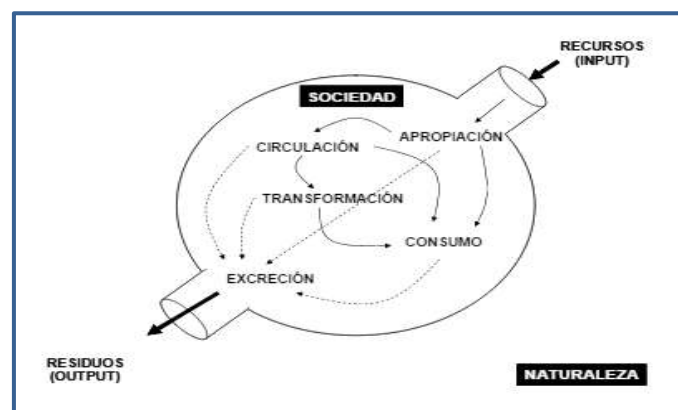 RECURSOS
(INPUT)
SOCIEDAD
APROPIACIÓN
CIRCULACIÓN
TRANSFORMACIÓN
CONSUMO
EXCRECIÓN
RESIDUOS
(OUTPUT)
NATURALEZA